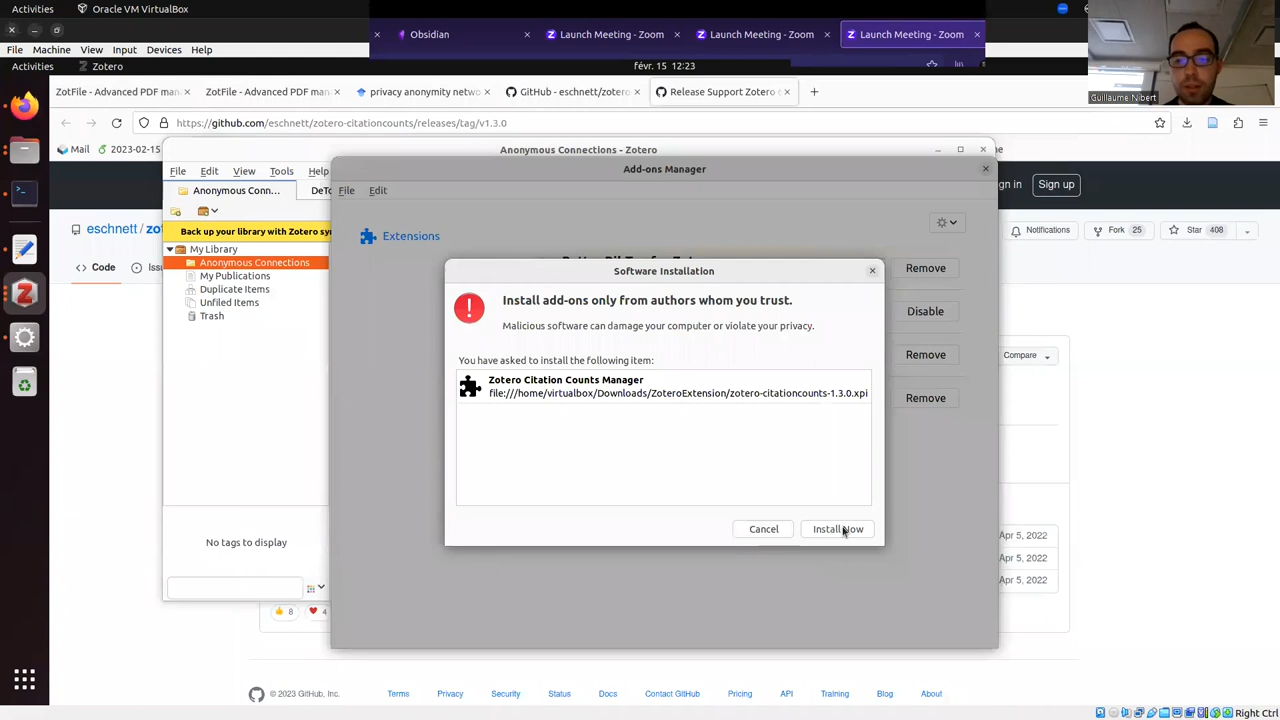 Activities
Oracle VM VirtualBox
Obsidian
Launch Meeting - Zoom
Launch Meeting - Zoom
Launch Meeting - Zoom
File Machine View Input Devices Help
Activities
Zotero
févr. 15 12:23
Guillaume Nibert
ZotFile - Advanced PDF man
ZotFile - Advanced PDF man
privacy anonymity netwo
GitHub - eschnett/zotero
Release Support Zotero
https://github.com/eschnett/zotero-citationcounts/releases/tag/v1.3.0
Mail
2023-02-15
Anonymous Connections - Zotero
File Edit View Tools Help
Add-ons Manager
Sign up
Anonymous Conn...
DeTo
File Edit
Back up your library with Zotero syn
eschnett / zot
Notifications
Fork 25
Star 408
Extensions
My Library
Anonymous Connections
My Publications
Duplicate Items
Unfiled Items
Trash
Code
Issu
Software Installation
Remove
Install add-ons only from authors whom you trust.
Malicious software can damage your computer or violate your privacy.
Disable
You have asked to install the following item:
Remove
Compare
Zotero Citation Counts Manager
file:///home/virtualbox/Downloads/ZoteroExtension/zotero-citationcounts-1.3.0.xpi
Remove
Cancel
Install Now
No tags to display
Apr 5, 2022
Apr 5, 2022
Apr 5, 2022
8
4
© 2023 GitHub, Inc.
Terms
Privacy
Security
Status
Docs
Contact GitHub
Pricing
API
Training
Blog
About
Right Ctrl